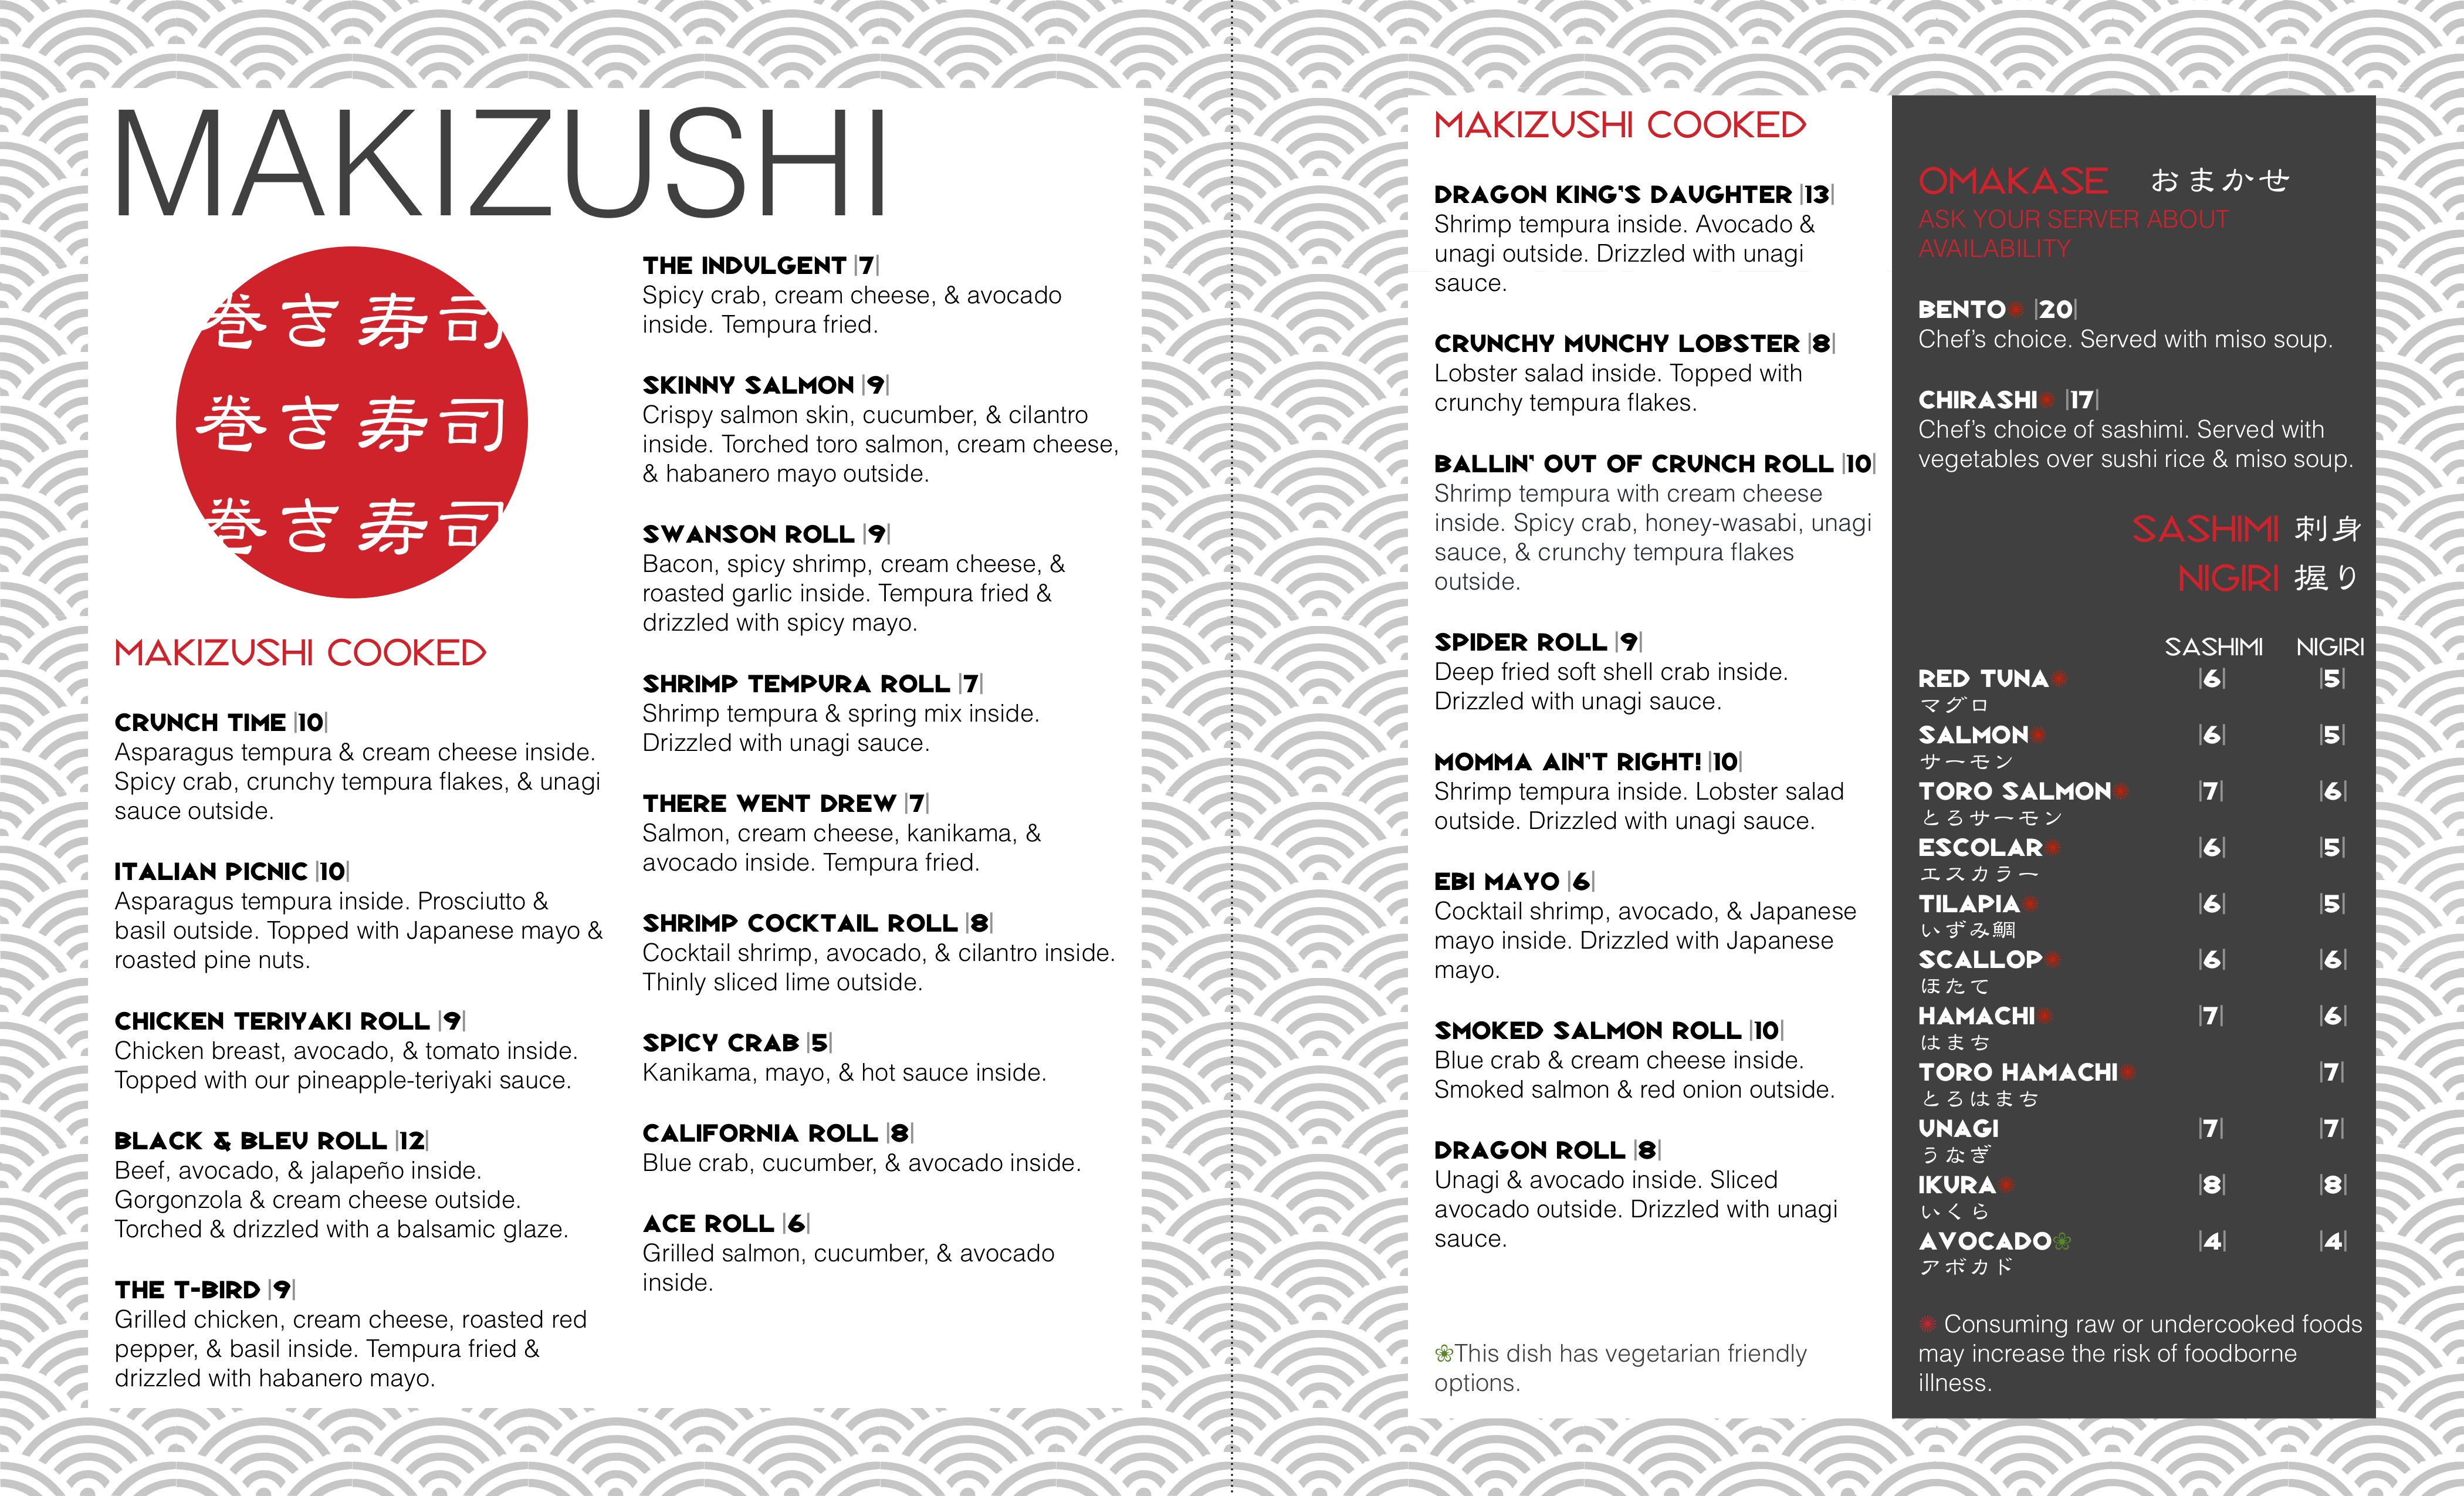 MAKIZUSHI
巻き寿司
巻き寿司
巻き寿司
MAKIZUSHI COOKED
CRUNCH TIME |10|
Asparagus tempura & cream cheese inside.
Spicy crab, crunchy tempura flakes, & unagi
sauce outside.
ITALIAN PICNIC |10|
Asparagus tempura inside. Prosciutto &
basil outside. Topped with Japanese mayo &
roasted pine nuts.
CHICKEN TERIYAKI ROLL |9|
Chicken breast, avocado, & tomato inside.
Topped with our pineapple-teriyaki sauce.
BLACK & BLEU ROLL |12|
Beef, avocado, & jalapeño inside.
Gorgonzola & cream cheese outside.
Torched & drizzled with a balsamic glaze.
THE T-BIRD |9|
Grilled chicken, cream cheese, roasted red
pepper, & basil inside. Tempura fried &
drizzled with habanero mayo.
THE INDULGENT |7|
Spicy crab, cream cheese, & avocado
inside. Tempura fried.
SKINNY SALMON |9|
Crispy salmon skin, cucumber, & cilantro
inside. Torched toro salmon, cream cheese,
& habanero mayo outside.
SWANSON ROLL |9|
Bacon, spicy shrimp, cream cheese, &
roasted garlic inside. Tempura fried &
drizzled with spicy mayo.
SHRIMP TEMPURA ROLL |7|
Shrimp tempura & spring mix inside.
Drizzled with unagi sauce.
THERE WENT DREW |7|
Salmon, cream cheese, kanikama, &
avocado inside. Tempura fried.
SHRIMP COCKTAIL ROLL |8|
Cocktail shrimp, avocado, & cilantro inside.
Thinly sliced lime outside.
SPICY CRAB |5|
Kanikama, mayo, & hot sauce inside.
CALIFORNIA ROLL |8|
Blue crab, cucumber, & avocado inside.
ACE ROLL |6|
Grilled salmon, cucumber, & avocado
inside.
MAKIZUSHI COOKED
DRAGON KING'S DAUGHTER |13|
Shrimp tempura inside. Avocado &
unagi outside. Drizzled with unagi
sauce.
CRUNCHY MUNCHY LOBSTER |8|
Lobster salad inside. Topped with
crunchy tempura flakes.
BALLIN' OUT OF CRUNCH ROLL |10|
Shrimp tempura with cream cheese
inside. Spicy crab, honey-wasabi, unagi
sauce, & crunchy tempura flakes
outside.
SPIDER ROLL |9|
Deep fried soft shell crab inside.
Drizzled with unagi sauce.
MOMMA AIN'T RIGHT! |10|
Shrimp tempura inside. Lobster salad
outside. Drizzled with unagi sauce.
EBI MAYO |6|
Cocktail shrimp, avocado, & Japanese
mayo inside. Drizzled with Japanese
mayo.
SMOKED SALMON ROLL |10|
Blue crab & cream cheese inside.
Smoked salmon & red onion outside.
DRAGON ROLL |8|
Unagi & avocado inside. Sliced
avocado outside. Drizzled with unagi
sauce.
❀This dish has vegetarian friendly
options.
OMAKASE おまかせ
ASK YOUR SERVER ABOUT
AVAILABILITY
BENTO✺ |20|
Chef's choice. Served with miso soup.
CHIRASHI✺ |17|
Chef's choice of sashimi. Served with
vegetables over sushi rice & miso soup.
SASHIMI 刺身
NIGIRI 握り
SASHIMI NIGIRI
RED TUNA✺ |6| |5|
マグロ
SALMON✺ |6| |5|
サーモン
TORO SALMON✺ |7| |6|
とろサーモン
ESCOLAR✺ |6| |5|
エスカラー
TILAPIA✺ |6| |5|
いずみ鯛
SCALLOP✺ |6| |6|
ほたて
HAMACHI✺ |7| |6|
はまち
TORO HAMACHI✺ |7|
とろはまち
UNAGI |7| |7|
うなぎ
IKURA✺ |8| |8|
いくら
AVOCADO❀ |4| |4|
アボカド
✺ Consuming raw or undercooked foods
may increase the risk of foodborne
illness.